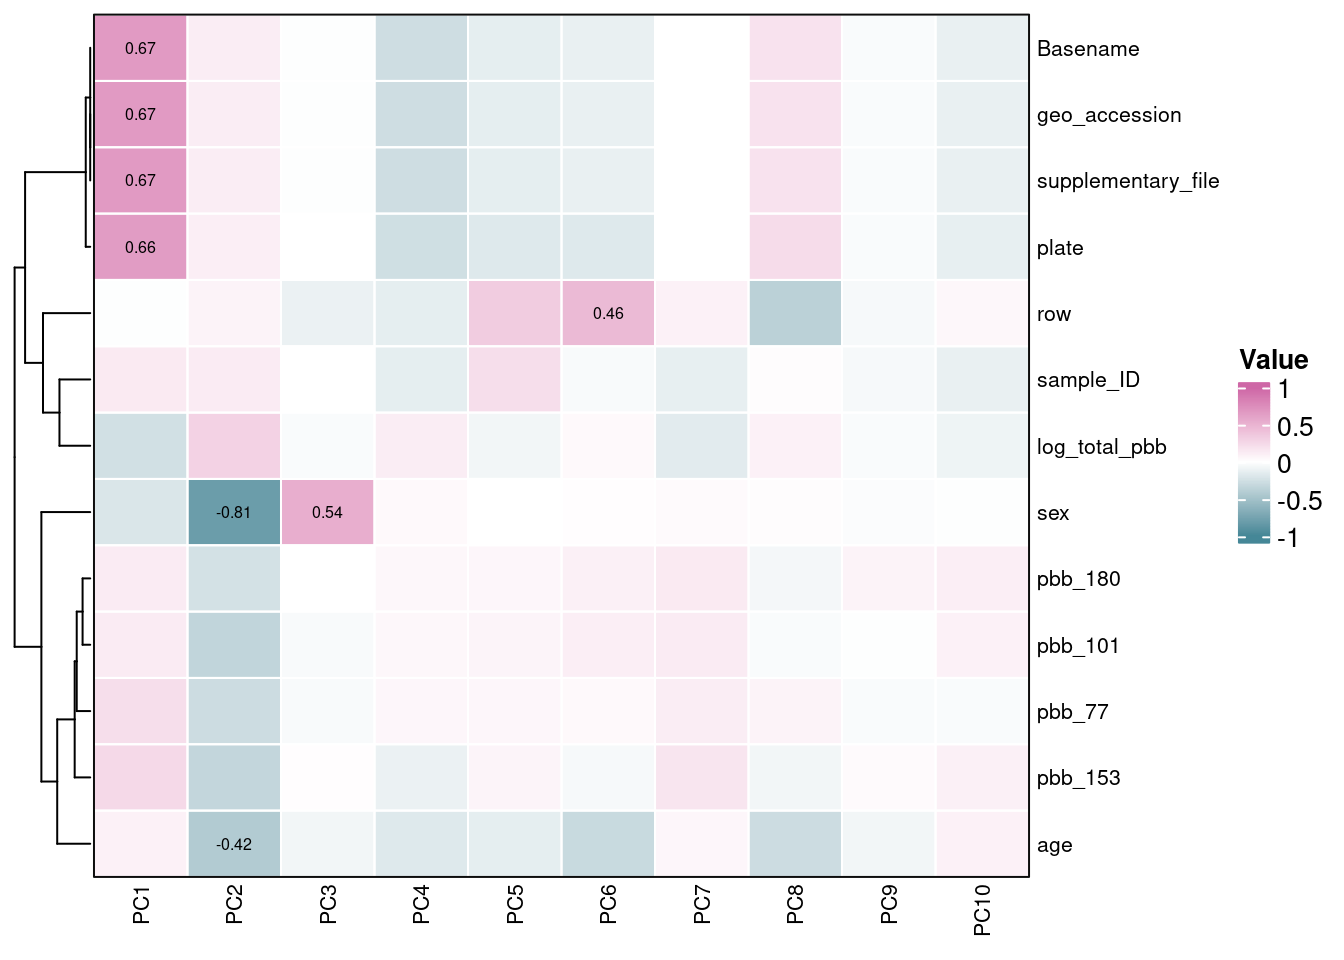 0.67
Basename
0.67
geo_accession
0.67
supplementary_file
0.66
plate
0.46
row
sample_ID
log_total_pbb
-0.81
0.54
sex
pbb_180
pbb_101
pbb_77
pbb_153
-0.42
age
PC1
PC2
PC3
PC4
PC5
PC6
PC7
PC8
PC9
PC10
Value
1
0.5
0
-0.5
-1